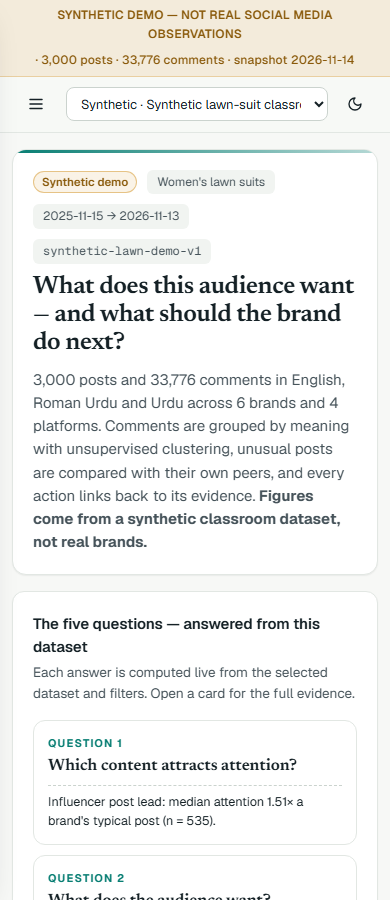 SYNTHETIC DEMO — NOT REAL SOCIAL MEDIA
OBSERVATIONS
· 3,000 posts · 33,776 comments · snapshot 2026-11-14
Synthetic · Synthetic lawn-suit classr
Synthetic demo
Women's lawn suits
2025-11-15 → 2026-11-13
synthetic-lawn-demo-v1
What does this audience want
— and what should the brand
do next?
3,000 posts and 33,776 comments in English,
Roman Urdu and Urdu across 6 brands and 4
platforms. Comments are grouped by meaning
with unsupervised clustering, unusual posts
are compared with their own peers, and every
action links back to its evidence. Figures
come from a synthetic classroom dataset,
not real brands.
The five questions — answered from this
dataset
Each answer is computed live from the selected
dataset and filters. Open a card for the full evidence.
QUESTION 1
Which content attracts attention?
Influencer post lead: median attention 1.51× a
brand's typical post (n = 535).
QUESTION 2
What does the audience need?